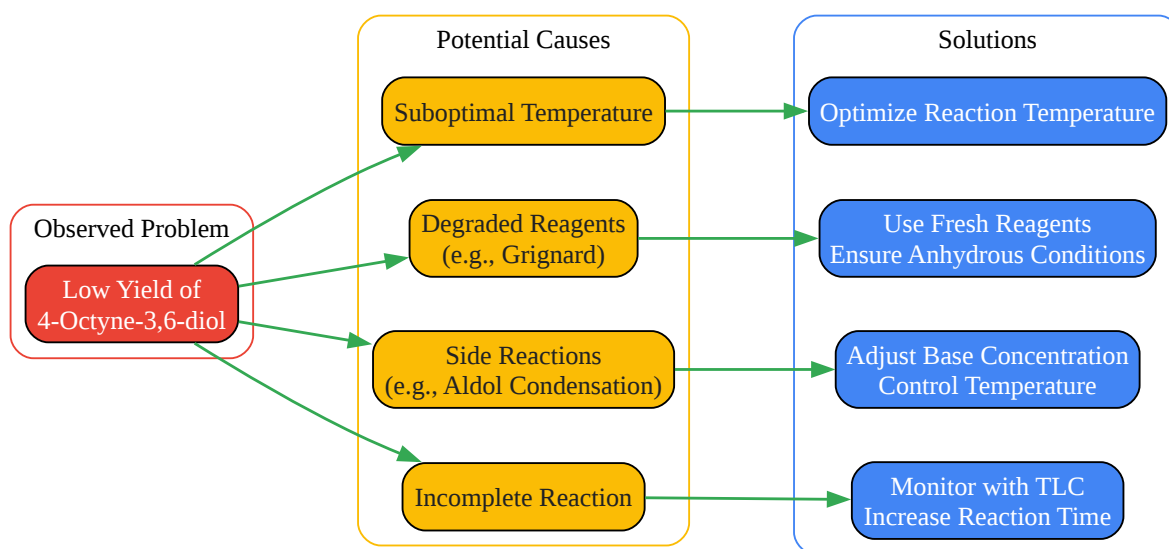 Potential Causes
Solutions
Suboptimal Temperature
Optimize Reaction Temperature
Observed Problem
Degraded Reagents
(e.g., Grignard)
Use Fresh Reagents
Ensure Anhydrous Conditions
Low Yield of
4-Octyne-3,6-diol
Side Reactions
(e.g., Aldol Condensation)
Adjust Base Concentration
Control Temperature
Incomplete Reaction
Monitor with TLC
Increase Reaction Time